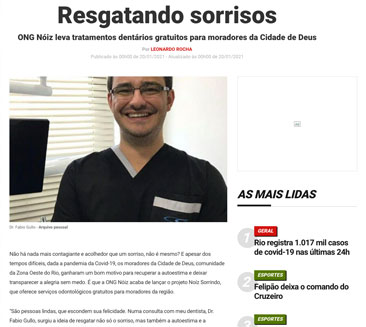 Resgatando sorrisos
ONG Nóiz leva tratamentos dentários gratuitos para moradores da Cidade de Deus
Por LEONARDO ROCHA
Publicado às 00h00 de 20/01/2021 - Atualizado às 00h00 de 20/01/2021
Dr. Fabio Gullo - Arquivo pessoal
Não há nada mais contagiante e acolhedor que um sorriso, não é mesmo? E apesar dos
tempos difíceis, dada a pandemia da Covid-19, os moradores da Cidade de Deus, comunidade
da Zona Oeste do Rio, ganharam um bom motivo para recuperar a autoestima e deixar
transparecer a alegria sem medo. É que a ONG Nóiz acaba de lançar o projeto Noiz Sorrindo,
que oferece serviços odontológicos gratuitos para moradores da região.
"São pessoas lindas, que escondem sua felicidade. Numa consulta com meu dentista, Dr.
Fabio Gullo, surgiu a ideia de resgatar não só o sorriso, mas também a autoestima e a
Ad
AS MAIS LIDAS
1
GERAL
Rio registra 1.017 mil casos
de covid-19 nas últimas 24h
2
ESPORTES
Felipão deixa o comando do
Cruzeiro
3
ESPORTES